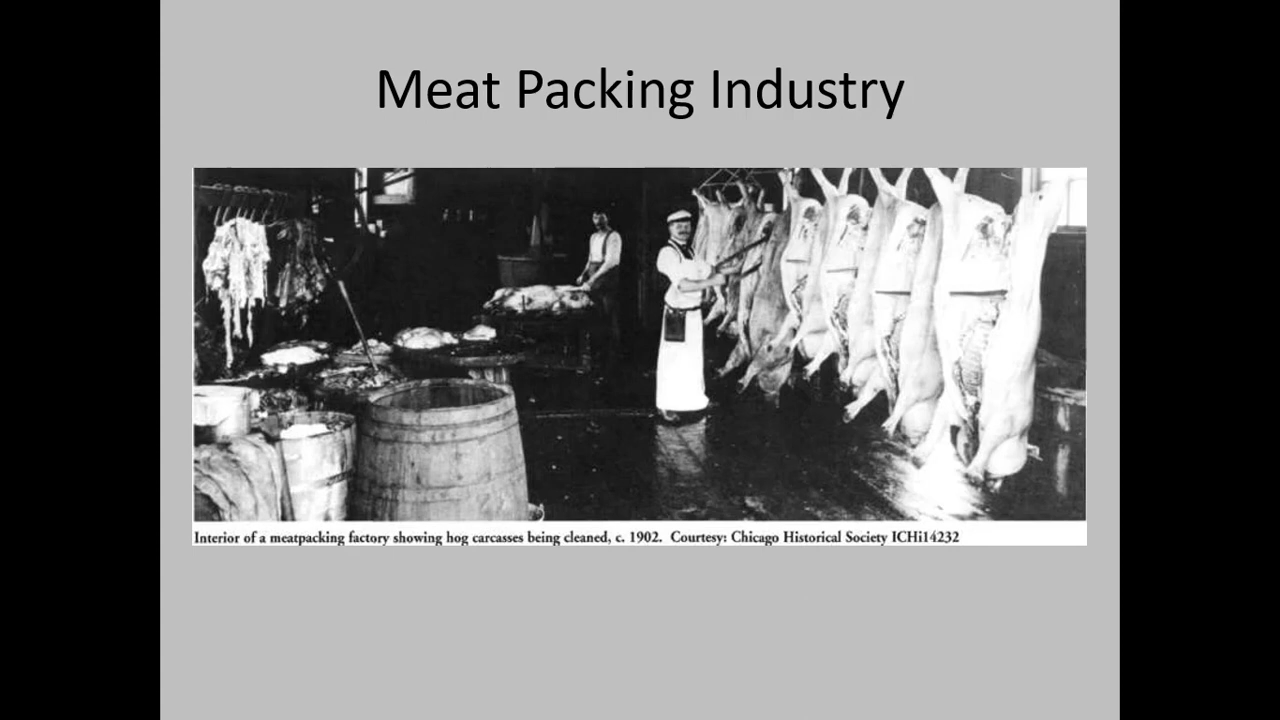 Meat Packing Industry
Interior of a meatpacking factory showing hog carcasses being cleaned, c. 1902. Courtesy: Chicago Historical Society ICHi14232